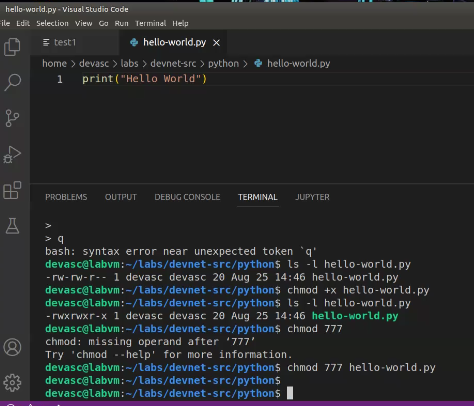 hello-world.py - Visual Studio Code
File Edit Selection View Go Run Terminal Help
test1
hello-world.py
home > devasc > labs > devnet-src > python > hello-world.py
1 print("Hello World")
PROBLEMS OUTPUT DEBUG CONSOLE TERMINAL JUPYTER
>
> q
bash: syntax error near unexpected token `q'
devasc@labvm:~/labs/devnet-src/python$ ls -l hello-world.py
-rw-rw-r-- 1 devasc devasc 20 Aug 25 14:46 hello-world.py
devasc@labvm:~/labs/devnet-src/python$ chmod +x hello-world.py
devasc@labvm:~/labs/devnet-src/python$ ls -l hello-world.py
-rwxrwxr-x 1 devasc devasc 20 Aug 25 14:46 hello-world.py
devasc@labvm:~/labs/devnet-src/python$ chmod 777
chmod: missing operand after ‘777’
Try 'chmod --help' for more information.
devasc@labvm:~/labs/devnet-src/python$ chmod 777 hello-world.py
devasc@labvm:~/labs/devnet-src/python$
devasc@labvm:~/labs/devnet-src/python$